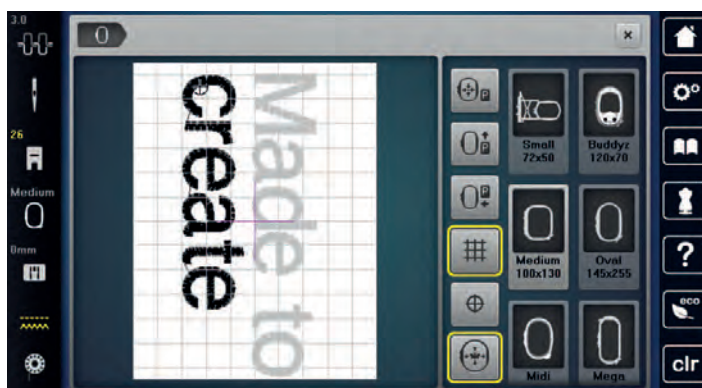 3.0
26
Medium
0mm
Made to
create
P
P
P
Small
72x50
Buddyz
120x70
Medium
100x130
Oval
145x255
Midi
Mega
?
eco
clr